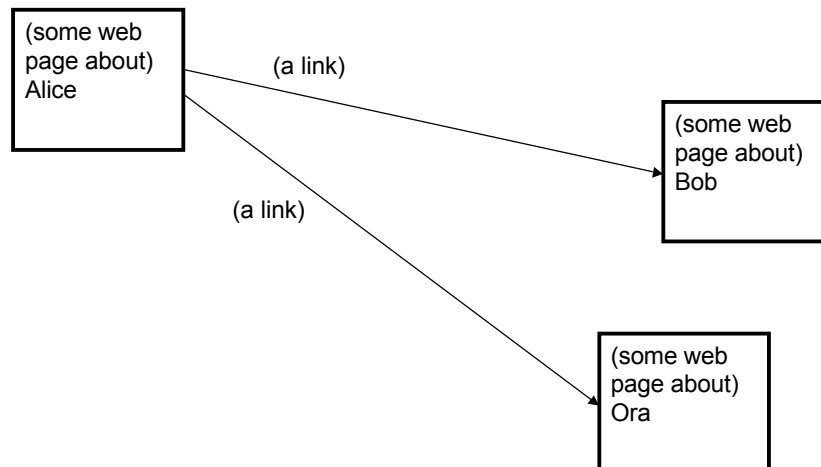 (some web
page about)
Alice
(a link)
(some web
page about)
Bob
(a link)
(some web
page about)
Ora